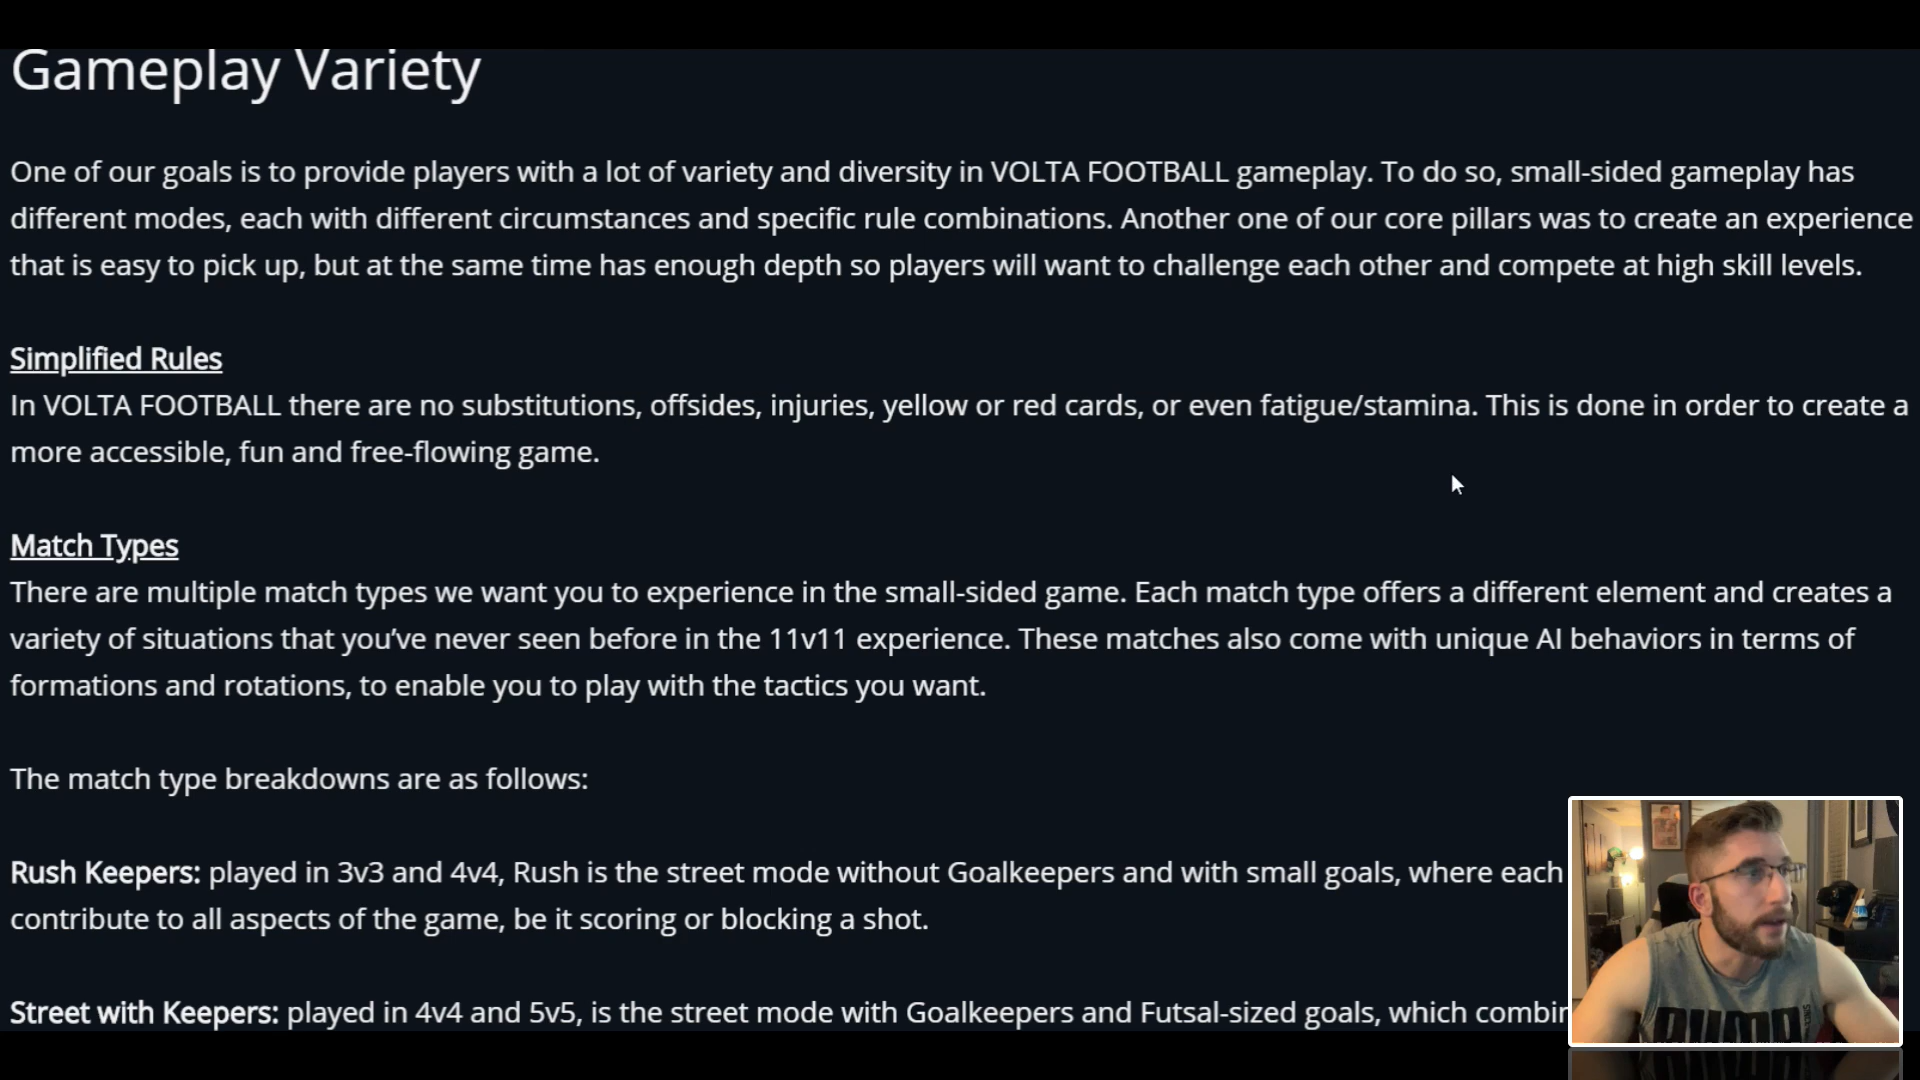 Gameplay Variety
One of our goals is to provide players with a lot of variety and diversity in VOLTA FOOTBALL gameplay. To do so, small-sided gameplay has
different modes, each with different circumstances and specific rule combinations. Another one of our core pillars was to create an experience
that is easy to pick up, but at the same time has enough depth so players will want to challenge each other and compete at high skill levels.
Simplified Rules
In VOLTA FOOTBALL there are no substitutions, offsides, injuries, yellow or red cards, or even fatigue/stamina. This is done in order to create a
more accessible, fun and free-flowing game.
Match Types
There are multiple match types we want you to experience in the small-sided game. Each match type offers a different element and creates a
variety of situations that you’ve never seen before in the 11v11 experience. These matches also come with unique AI behaviors in terms of
formations and rotations, to enable you to play with the tactics you want.
The match type breakdowns are as follows:
Rush Keepers: played in 3v3 and 4v4, Rush is the street mode without Goalkeepers and with small goals, where each
contribute to all aspects of the game, be it scoring or blocking a shot.
Street with Keepers: played in 4v4 and 5v5, is the street mode with Goalkeepers and Futsal-sized goals, which